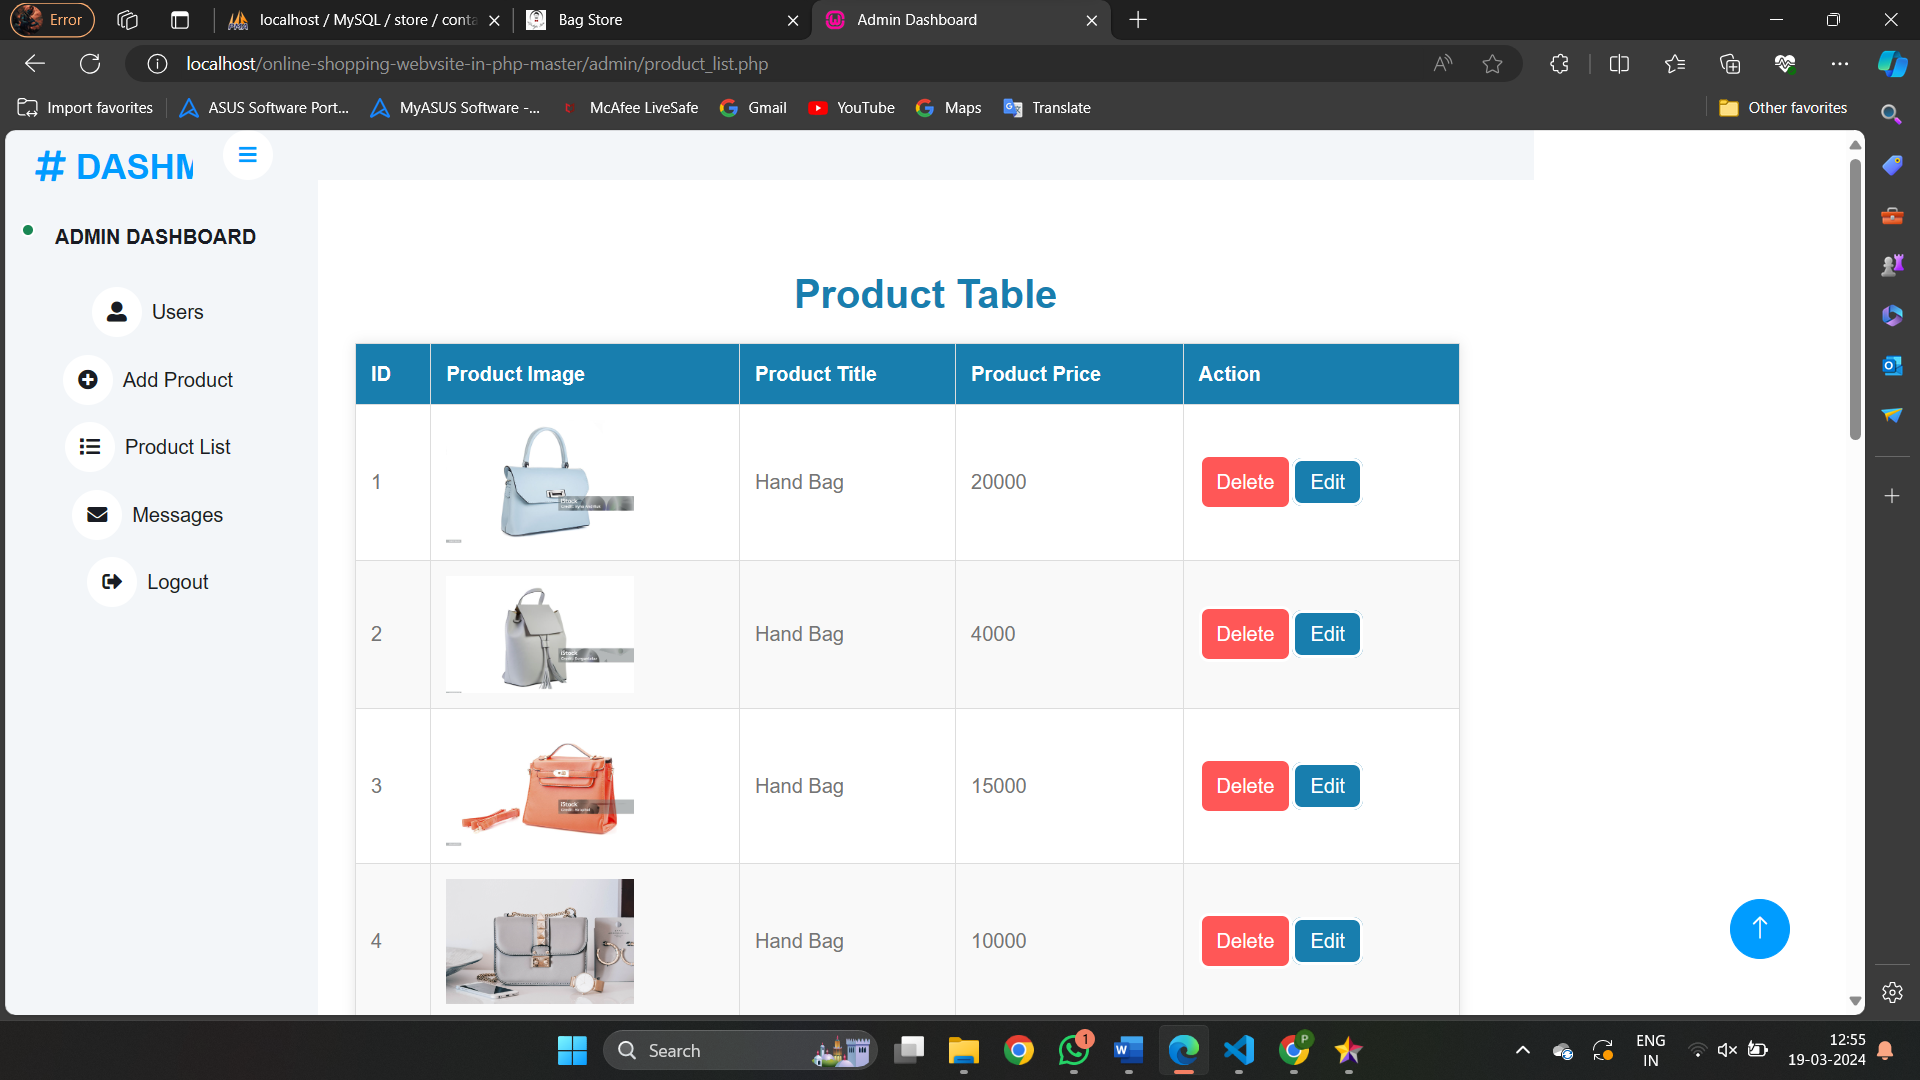 Error
localhost / MySQL / store / conta
Bag Store
Admin Dashboard
localhost/online-shopping-webvsite-in-php-master/admin/product_list.php
Import favorites
ASUS Software Port...
MyASUS Software -...
McAfee LiveSafe
Gmail
YouTube
Maps
Translate
Other favorites
# DASHM
ADMIN DASHBOARD
Users
Add Product
Product List
Messages
Logout
Product Table
ID Product Image Product Title Product Price Action
1 Hand Bag 20000 Delete Edit
iStock
2 Hand Bag 4000 Delete Edit
iStock
3 Hand Bag 15000 Delete Edit
iStock
4 Hand Bag 10000 Delete Edit
Search
1
P
ENG
IN
12:55
19-03-2024